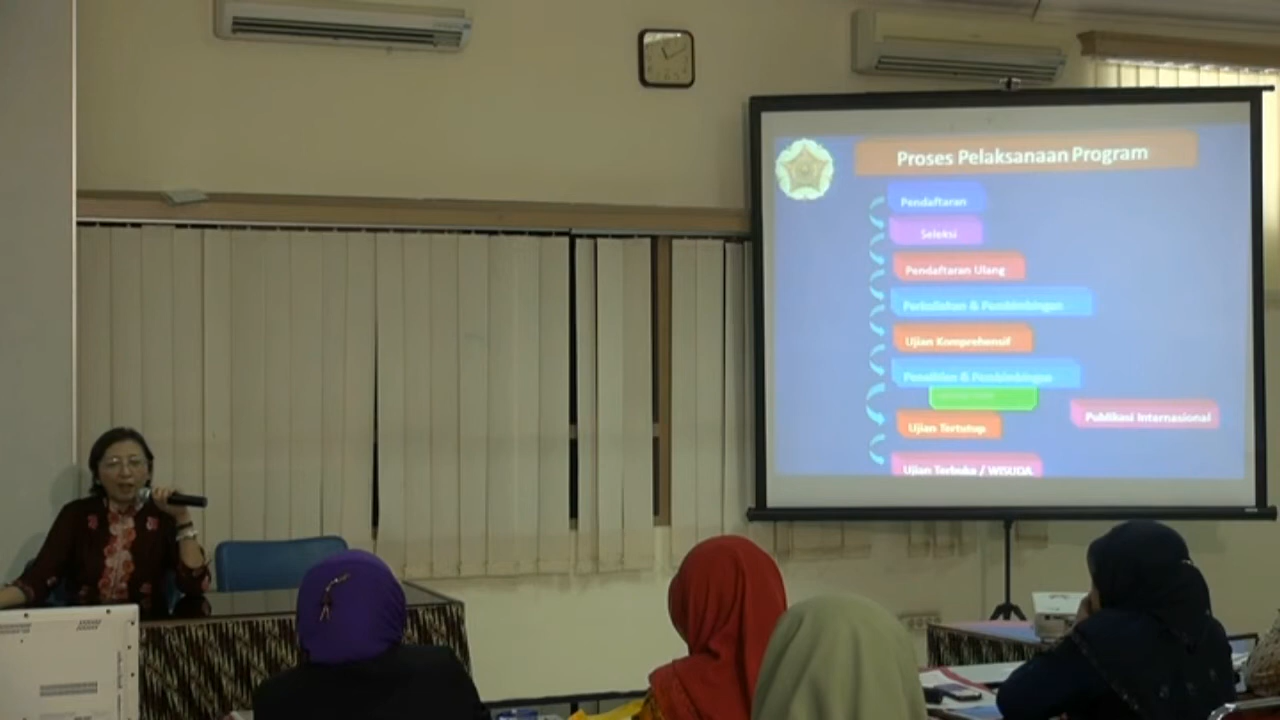 Proses Pelaksanaan Program
Pendaftaran
Seleksi
Pendaftaran Ulang
Perkuliahan & Pembimbingan
Ujian Komprehensif
Penelitian & Pembimbingan
Ujian Tertutup
Publikasi Internasional
Ujian Terbuka / WISUDA